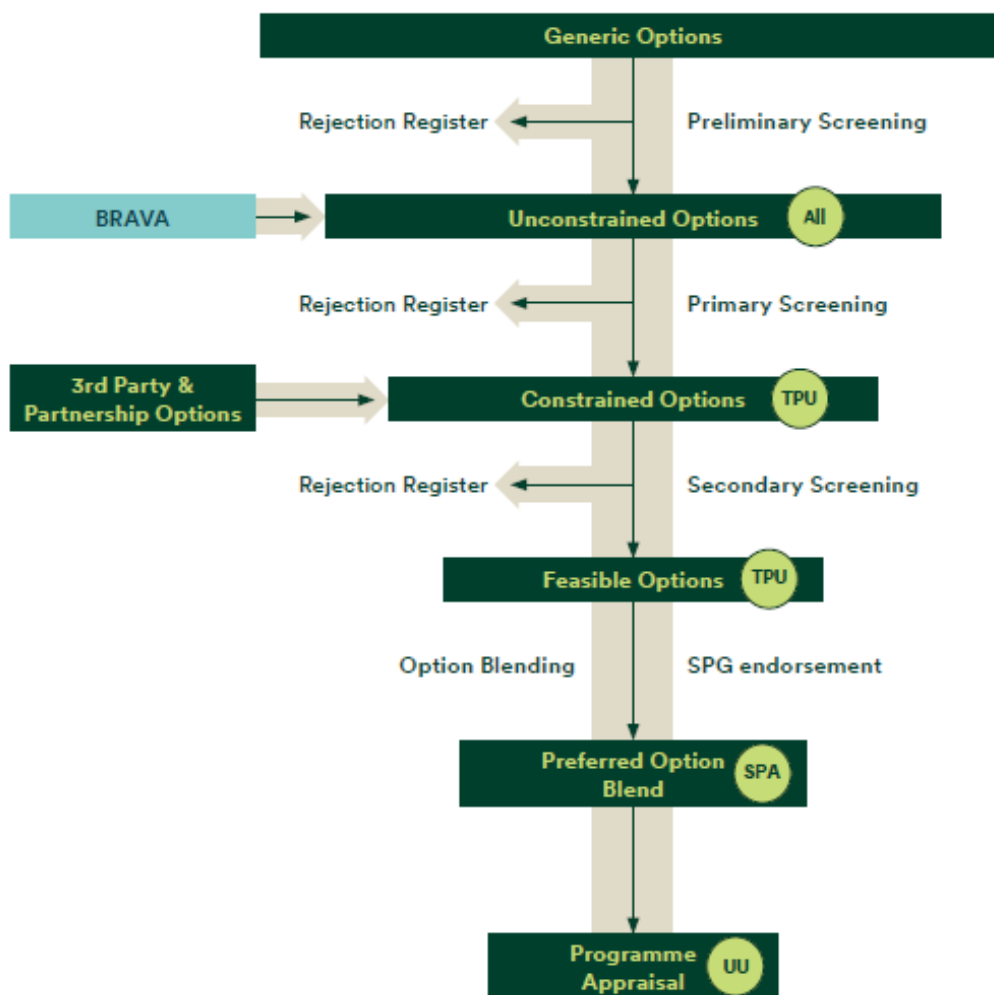 Generic Options
Rejection Register
Preliminary Screening
BRAVA
Unconstrained Options
All
Rejection Register
Primary Screening
3rd Party &
Partnership Options
Constrained Options
TPU
Rejection Register
Secondary Screening
Feasible Options
TPU
Option Blending
SPG endorsement
Preferred Option
Blend
SPA
Programme
Appraisal
UU